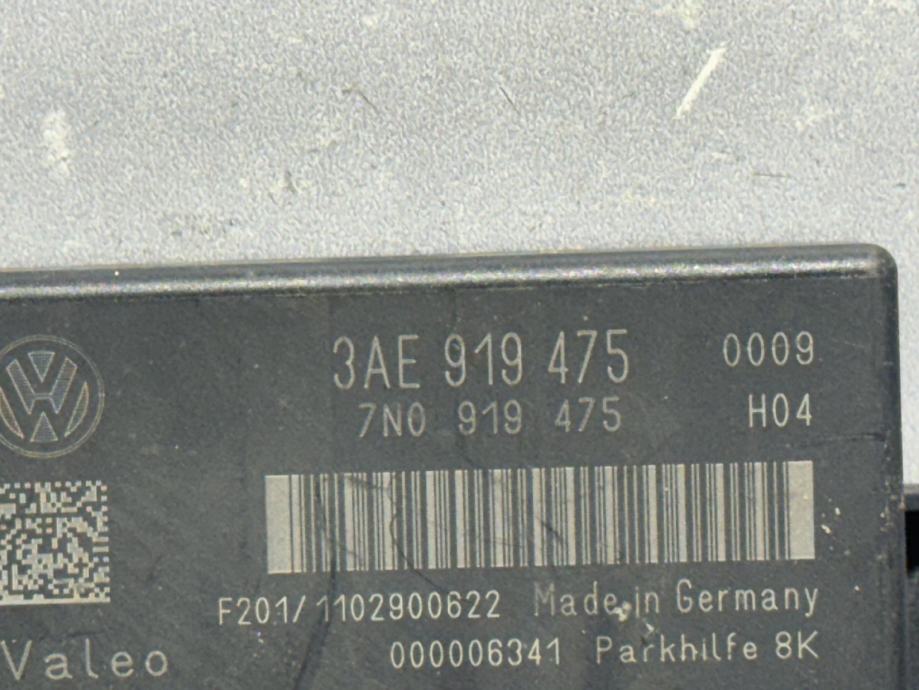 3AE 919 475 0009
7N0 919 475 H04
F201/1102900622 Made in Germany
Valeo 000006341 Parkhilfe 8K